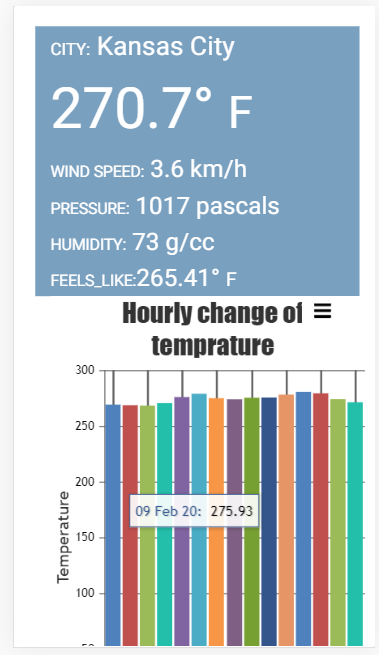 CITY: Kansas City
270.7° F
WIND SPEED: 3.6 km/h
PRESSURE: 1017 pascals
HUMIDITY: 73 g/cc
FEELS_LIKE:265.41° F
Hourly change of
temprature
300
250
200
09 Feb 20: 275.93
150
100
Temperature